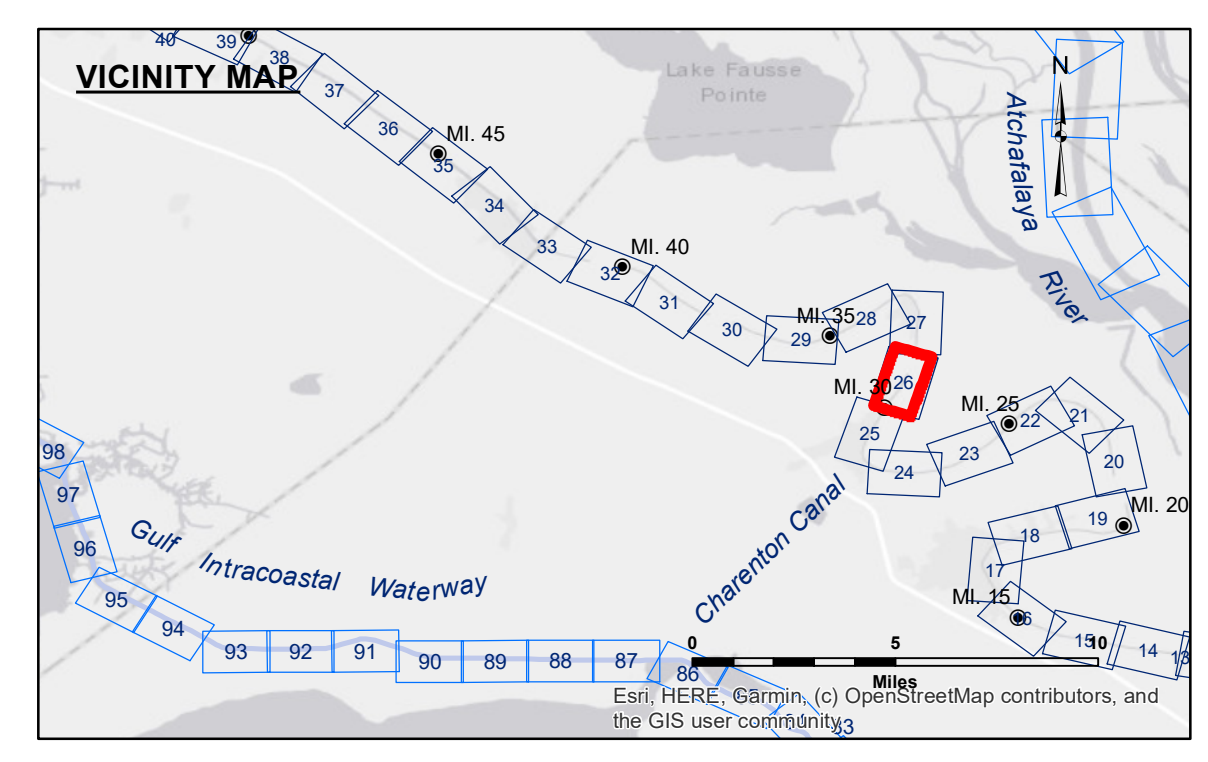 40
39
38
VICINITY MAP
37
36
MI. 45
35
34
33
MI. 40
32
31
30
MI. 35
29
28
27
Lake Fausse
Pointe
N
Atchafalaya
River
26
MI. 30
25
24
23
MI. 25
22
21
20
MI. 20
19
18
17
MI. 15
15
14
13
Charenton Canal
98
97
96
95
94
93
92
91
90
89
88
87
86
Gulf Intracoastal Waterway
0 5 10
Miles
Esri, HERE, Garmin, (c) OpenStreetMap contributors, and
the GIS user community